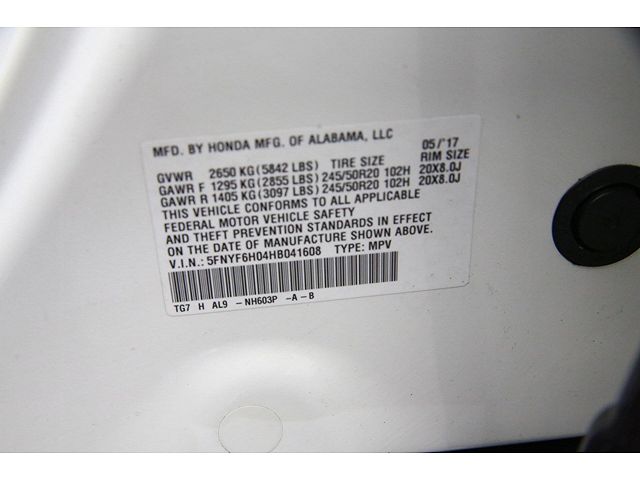 MFD. BY HONDA MFG. OF ALABAMA, LLC 05/'17
GVWR 2650 KG(5842 LBS) TIRE SIZE RIM SIZE
GAWR F 1295 KG(2855 LBS)245/50R20 102H 20X8.0J
GAWR R 1405 KG(3097 LBS)245/50R20 102H 20X8.0J
THIS VEHICLE CONFORMS TO ALL APPLICABLE
FEDERAL MOTOR VEHICLE SAFETY
AND THEFT PREVENTION STANDARDS IN EFFECT
ON THE DATE OF MANUFACTURE SHOWN ABOVE.
V.I.N.: 5FNYF6H04HB041608 TYPE: MPV
TG7 H AL9 -NH603P -A-B